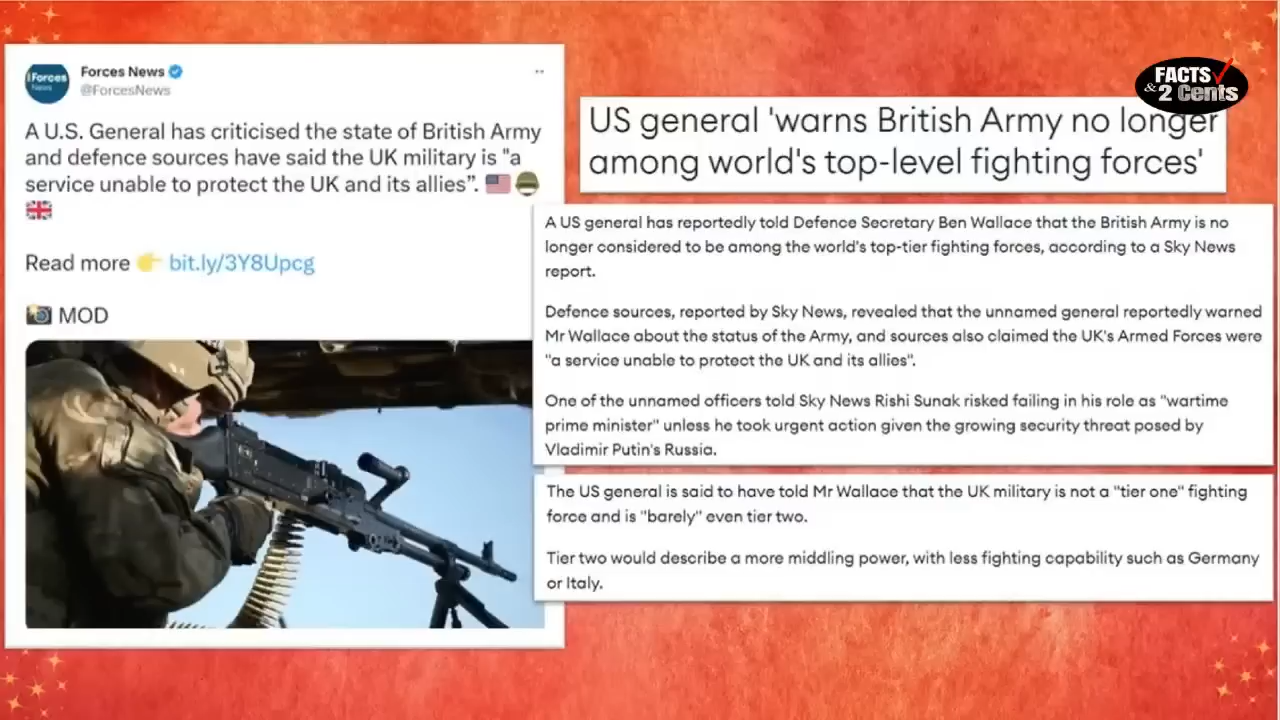 Forces News
@ForcesNews
A U.S. General has criticised the state of British Army
and defence sources have said the UK military is "a
service unable to protect the UK and its allies”. 🇺🇸🪖
🇬🇧
Read more 👉 bit.ly/3Y8Upcg
📸 MOD
iForces
News
FACTS
& 2 Cents
US general 'warns British Army no longer
among world's top-level fighting forces'
A US general has reportedly told Defence Secretary Ben Wallace that the British Army is no
longer considered to be among the world's top-tier fighting forces, according to a Sky News
report.
Defence sources, reported by Sky News, revealed that the unnamed general reportedly warned
Mr Wallace about the status of the Army, and sources also claimed the UK's Armed Forces were
"a service unable to protect the UK and its allies".
One of the unnamed officers told Sky News Rishi Sunak risked failing in his role as "wartime
prime minister" unless he took urgent action given the growing security threat posed by
Vladimir Putin's Russia.
The US general is said to have told Mr Wallace that the UK military is not a "tier one" fighting
force and is "barely" even tier two.
Tier two would describe a more middling power, with less fighting capability such as Germany
or Italy.